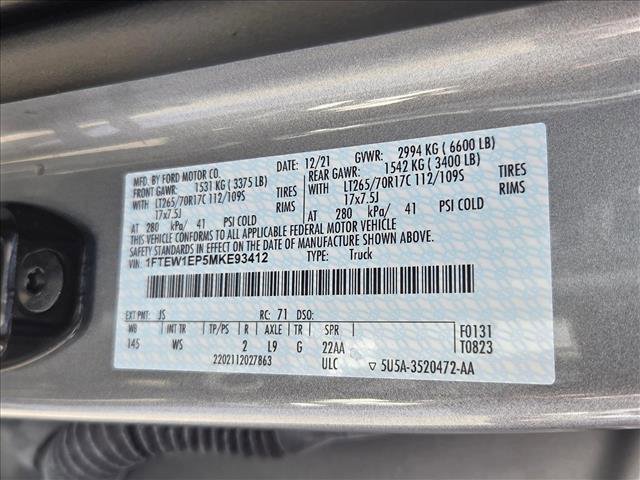 MFD. BY FORD MOTOR CO.
DATE: 12/21 GVWR: 2994 KG ( 6600 LB)
FRONT GAWR: 1531 KG ( 3375 LB) REAR GAWR: 1542 KG ( 3400 LB)
WITH LT265/70R17C 112/109S TIRES WITH LT265/70R17C 112/109S TIRES
17x7.5J RIMS 17x7.5J RIMS
AT 280 kPa/ 41 PSI COLD AT 280 kPa/ 41 PSI COLD
THIS VEHICLE CONFORMS TO ALL APPLICABLE FEDERAL MOTOR VEHICLE
SAFETY STANDARDS IN EFFECT ON THE DATE OF MANUFACTURE SHOWN ABOVE.
VIN: 1FTEW1EP5MKE93412 TYPE: Truck
EXT PNT: JS RC: 71 DSO:
WB INT TR TP/PS R AXLE TR SPR F0131
145 WS 2 L9 G 22AA T0823
2202112027863 ULC 5U5A-3520472-AA